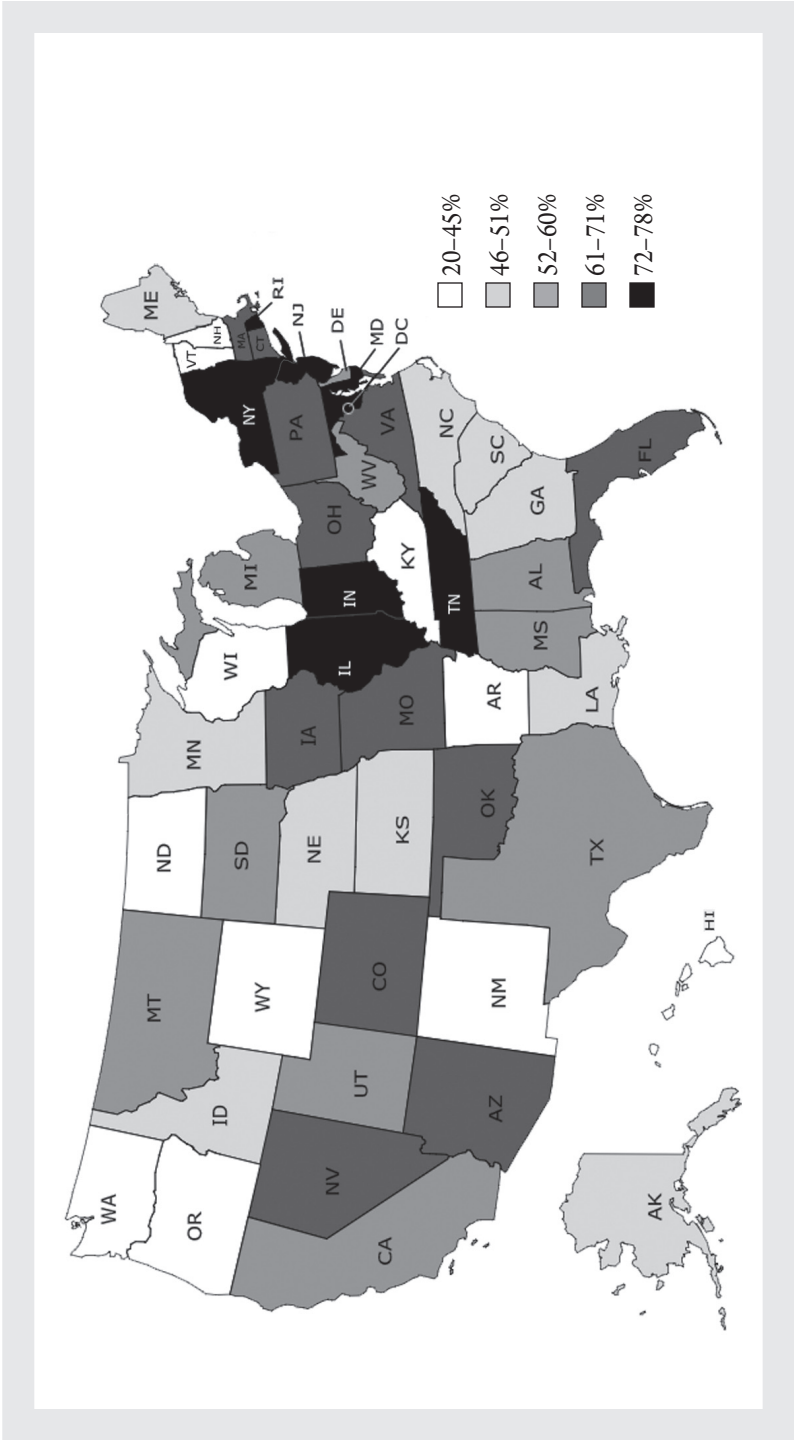 WA
OR
CA
NV
ID
MT
WY
UT
AZ
CO
NM
ND
SD
NE
KS
OK
TX
MN
IA
MO
AR
LA
WI
IL
MI
IN
KY
TN
MS
AL
OH
WV
VA
NC
SC
GA
FL
PA
NY
VT
NH
ME
MA
CT
RI
NJ
DE
MD
DC
AK
HI
20–45%
46–51%
52–60%
61–71%
72–78%